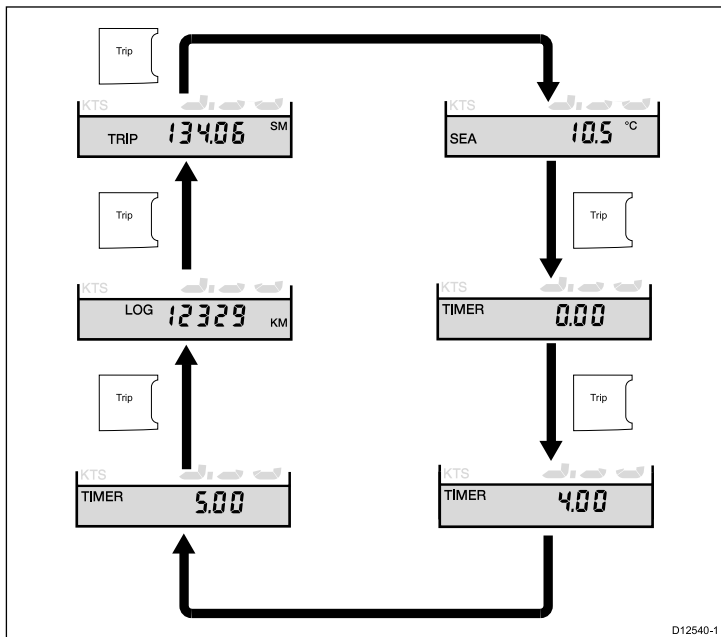 Trip
KTS
TRIP 134.06 SM
KTS
SEA 10.5 °C
Trip
Trip
KTS
LOG 12329 KM
KTS
TIMER 0.00
Trip
Trip
KTS
TIMER 5.00
KTS
TIMER 4.00
D12540-1